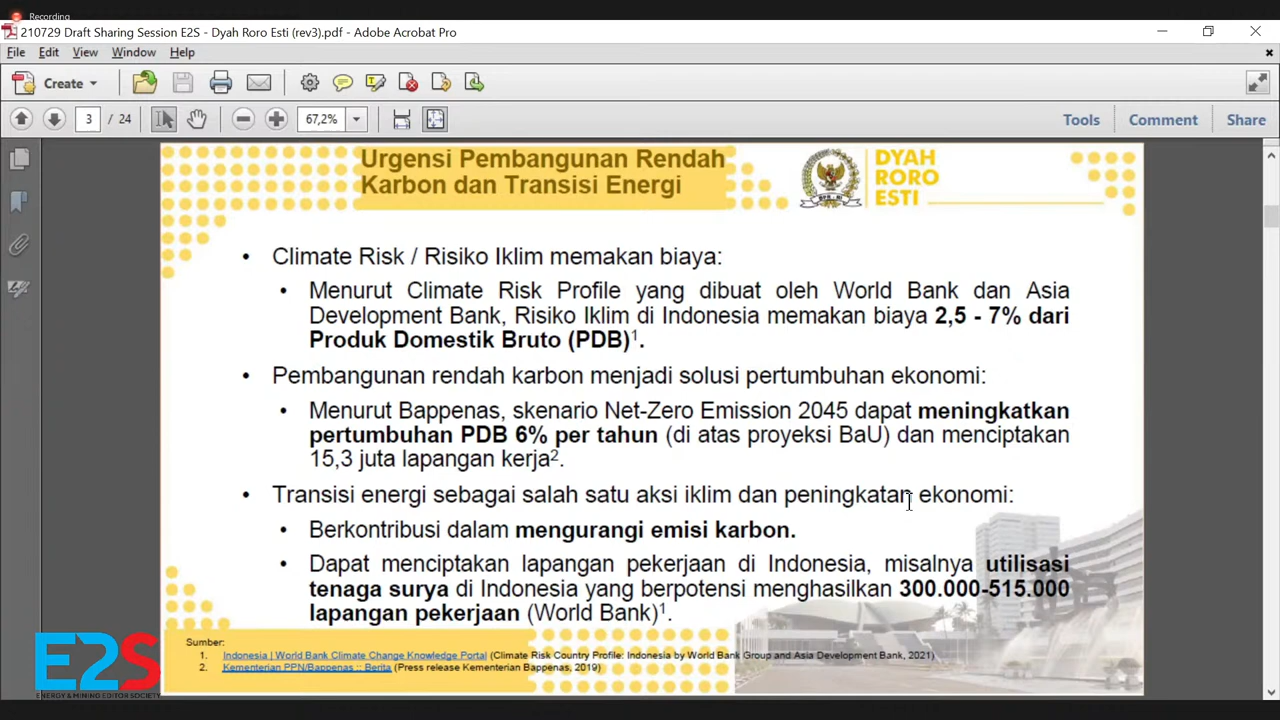 Recording
210729 Draft Sharing Session E2S - Dyah Roro Esti (rev3).pdf - Adobe Acrobat Pro
File Edit View Window Help
Create
3 / 24 67,2% Tools Comment Share
Urgensi Pembangunan Rendah
Karbon dan Transisi Energi
DYAH
RORO
ESTI
• Climate Risk / Risiko Iklim memakan biaya:
• Menurut Climate Risk Profile yang dibuat oleh World Bank dan Asia
Development Bank, Risiko Iklim di Indonesia memakan biaya 2,5 - 7% dari
Produk Domestik Bruto (PDB)¹.
• Pembangunan rendah karbon menjadi solusi pertumbuhan ekonomi:
• Menurut Bappenas, skenario Net-Zero Emission 2045 dapat meningkatkan
pertumbuhan PDB 6% per tahun (di atas proyeksi BaU) dan menciptakan
15,3 juta lapangan kerja².
• Transisi energi sebagai salah satu aksi iklim dan peningkatan ekonomi:
• Berkontribusi dalam mengurangi emisi karbon.
• Dapat menciptakan lapangan pekerjaan di Indonesia, misalnya utilisasi
tenaga surya di Indonesia yang berpotensi menghasilkan 300.000-515.000
lapangan pekerjaan (World Bank)¹.
Sumber:
1. Indonesia | World Bank Climate Change Knowledge Portal (Climate Risk Country Profile: Indonesia by World Bank Group and Asia Development Bank, 2021)
2. Kementerian PPN/Bappenas :: Berita (Press release Kementerian Bappenas, 2019)
E2S
ENERGY & MINING EDITOR SOCIETY